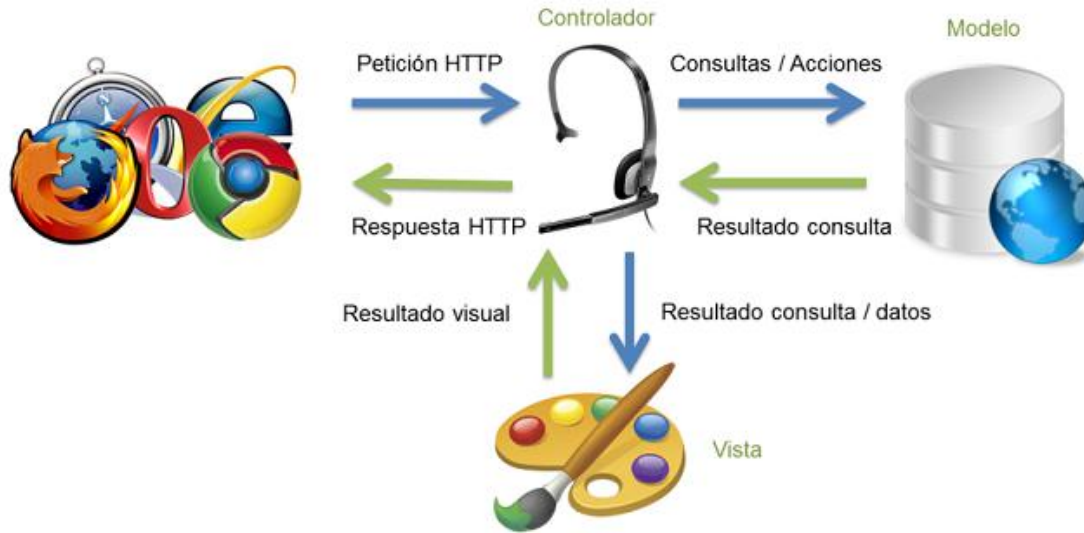 Controlador
Modelo
Petición HTTP
Consultas / Acciones
Respuesta HTTP
Resultado consulta
Resultado visual
Resultado consulta / datos
Vista